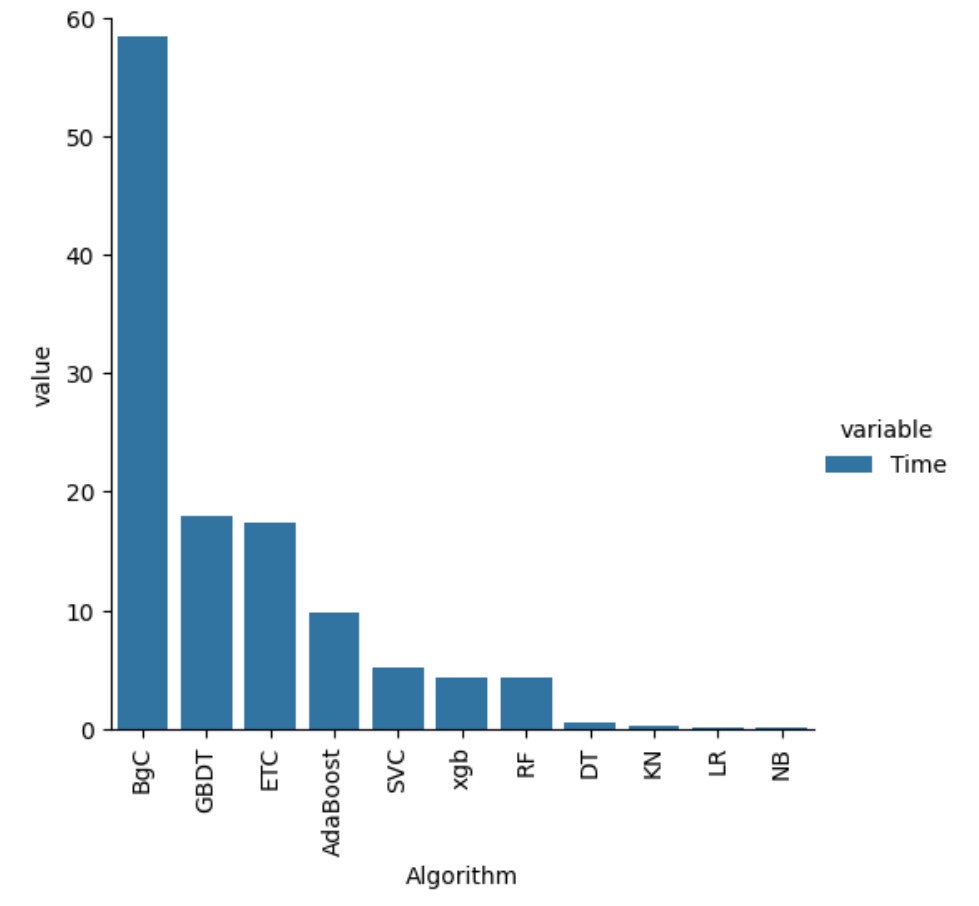 60
50
40
30
20
10
0
value
BgC
GBDT
ETC
AdaBoost
SVC
xgb
RF
DT
KN
LR
NB
Algorithm
variable
Time